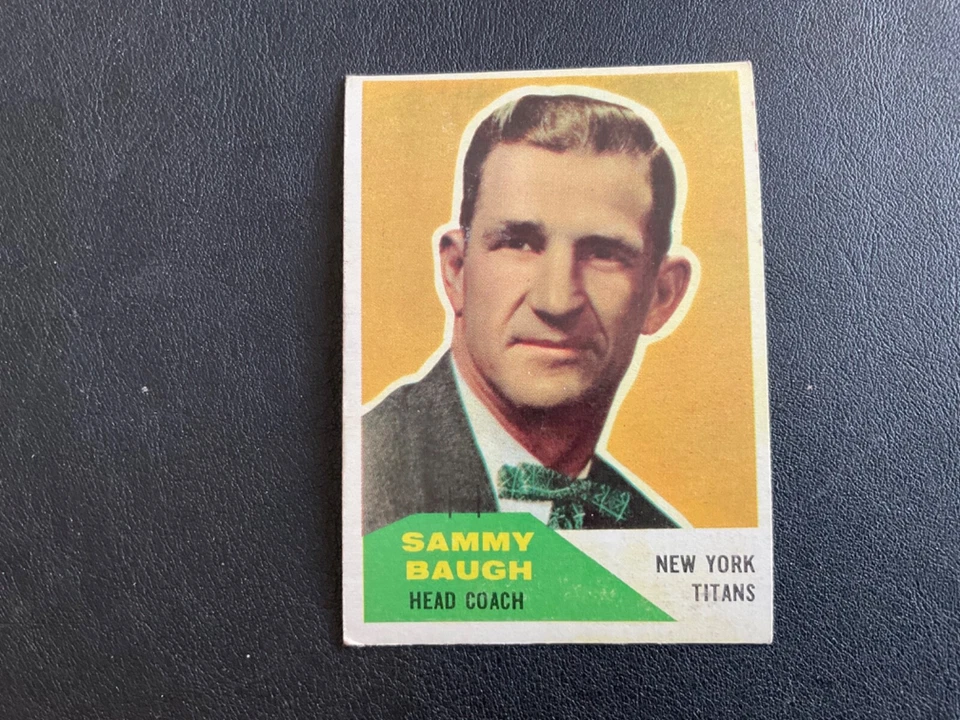 SAMMY
BAUGH
HEAD COACH
NEW YORK
TITANS